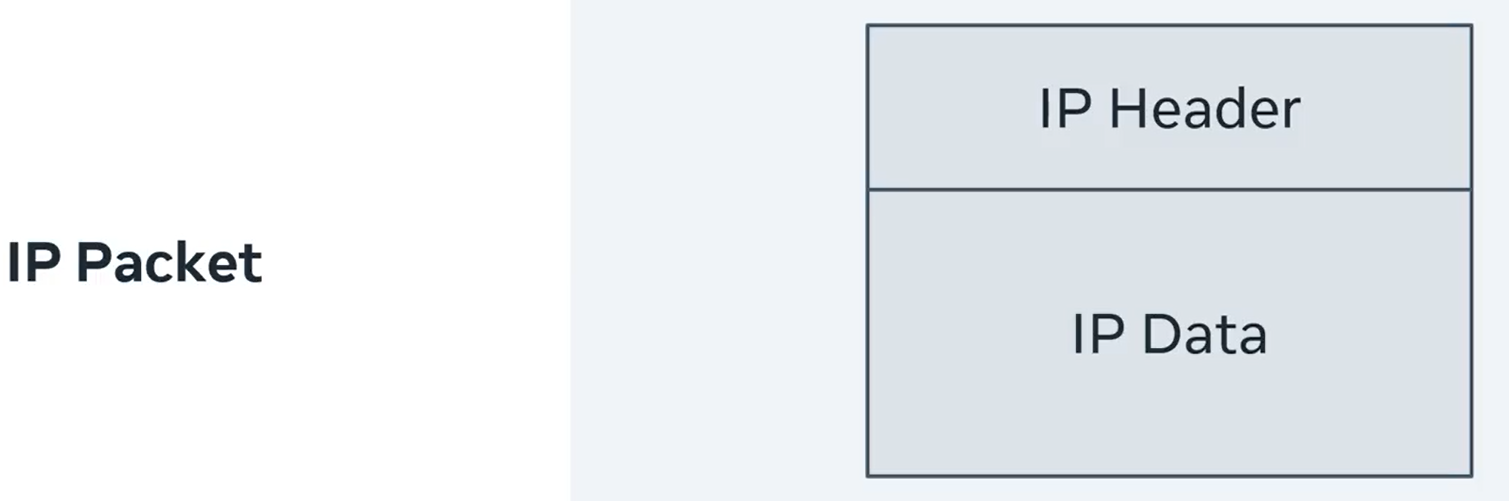 IP Packet
IP Header
IP Data